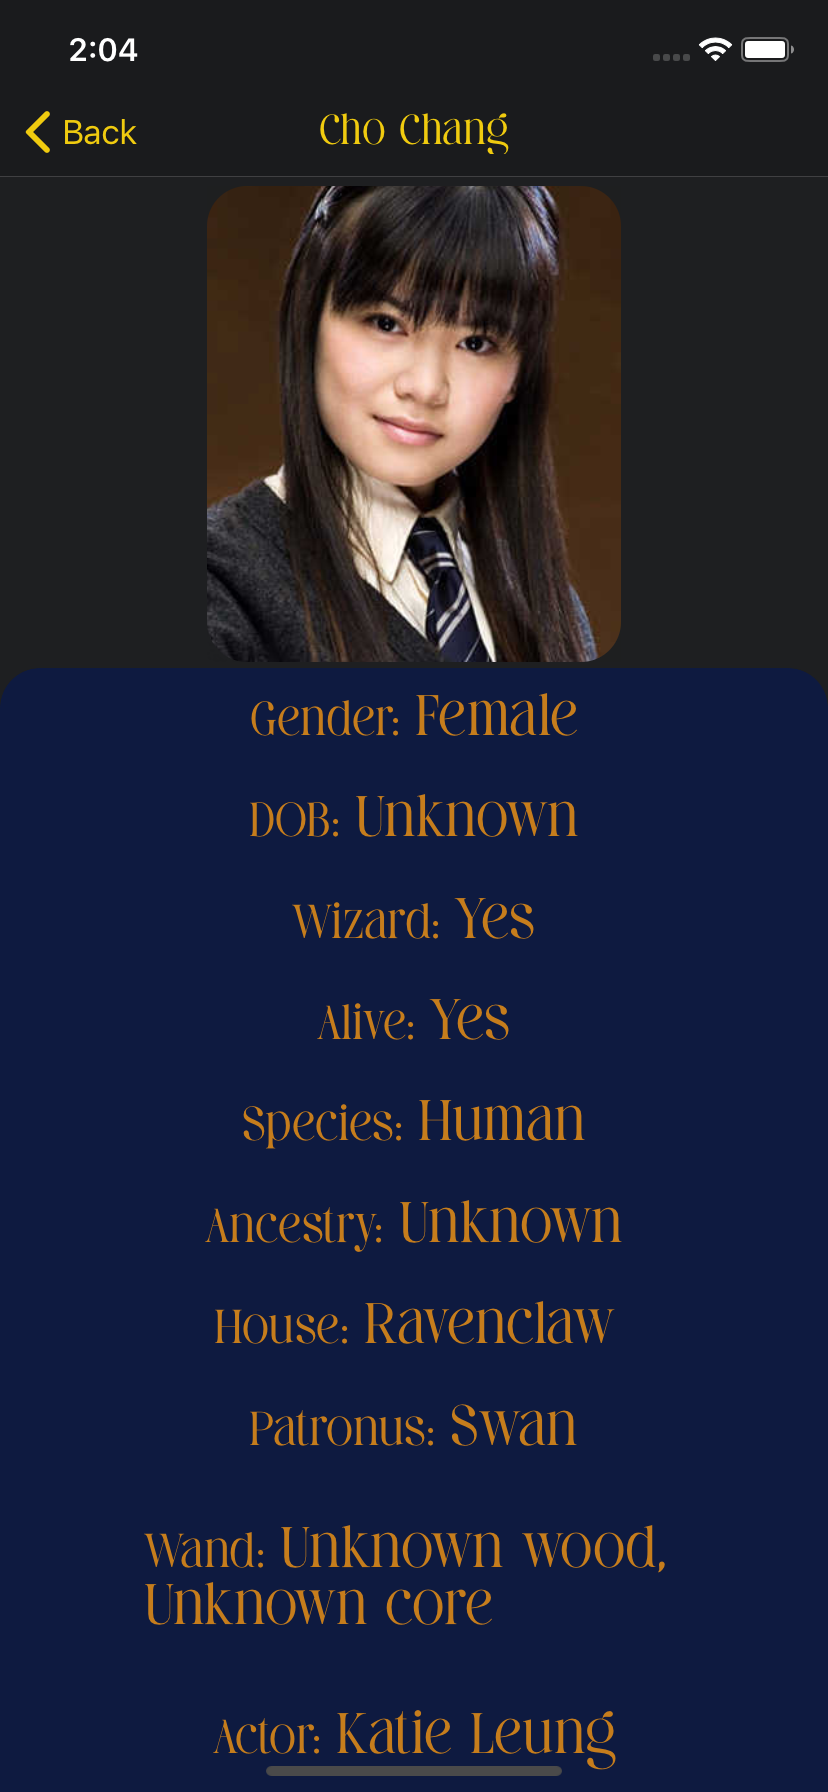 2:04
Back
Cho Chang
Gender: Female
DOB: Unknown
Wizard: Yes
Alive: Yes
Species: Human
Ancestry: Unknown
House: Ravenclaw
Patronus: Swan
Wand: Unknown wood,
Unknown core
Actor: Katie Leung